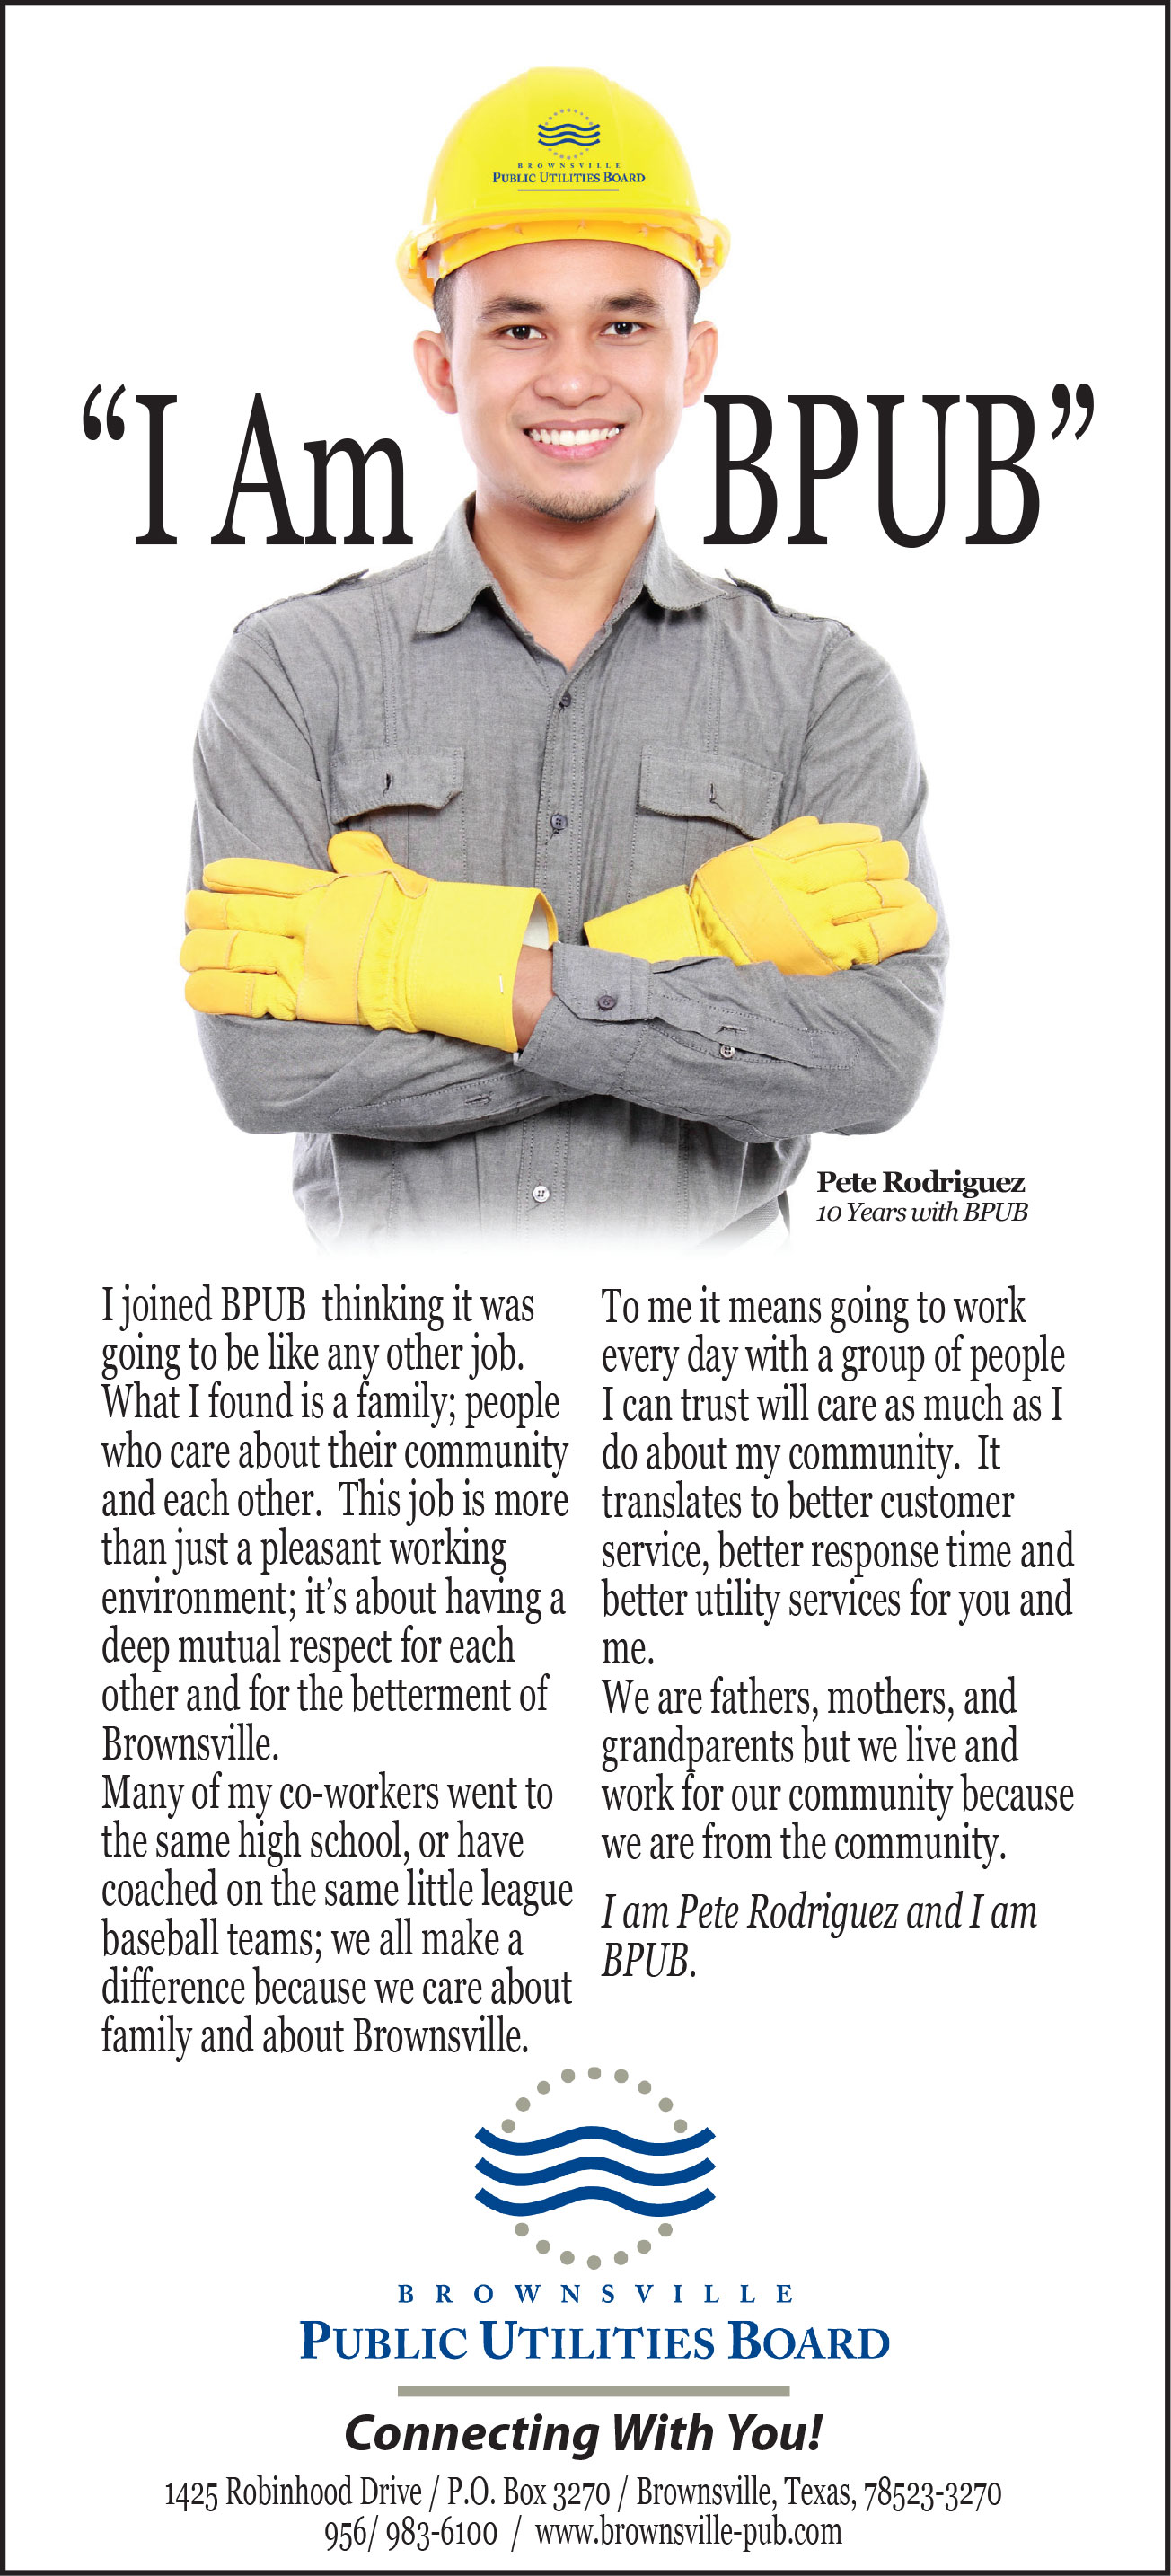 BROWNSVILLE
PUBLIC UTILITIES BOARD
“I Am BPUB”
Pete Rodriguez
10 Years with BPUB
I joined BPUB  thinking it was
going to be like any other job.
What I found is a family; people
who care about their community
and each other.  This job is more
than just a pleasant working
environment; it’s about having a
deep mutual respect for each
other and for the betterment of
Brownsville.
Many of my co-workers went to
the same high school, or have
coached on the same little league
baseball teams; we all make a
difference because we care about
family and about Brownsville.
To me it means going to work
every day with a group of people
I can trust will care as much as I
do about my community.  It
translates to better customer
service, better response time and
better utility services for you and
me.
We are fathers, mothers, and
grandparents but we live and
work for our community because
we are from the community.
I am Pete Rodriguez and I am
BPUB.
BROWNSVILLE
PUBLIC UTILITIES BOARD
Connecting With You!
1425 Robinhood Drive / P.O. Box 3270 / Brownsville, Texas, 78523-3270
956/ 983-6100  /  www.brownsville-pub.com